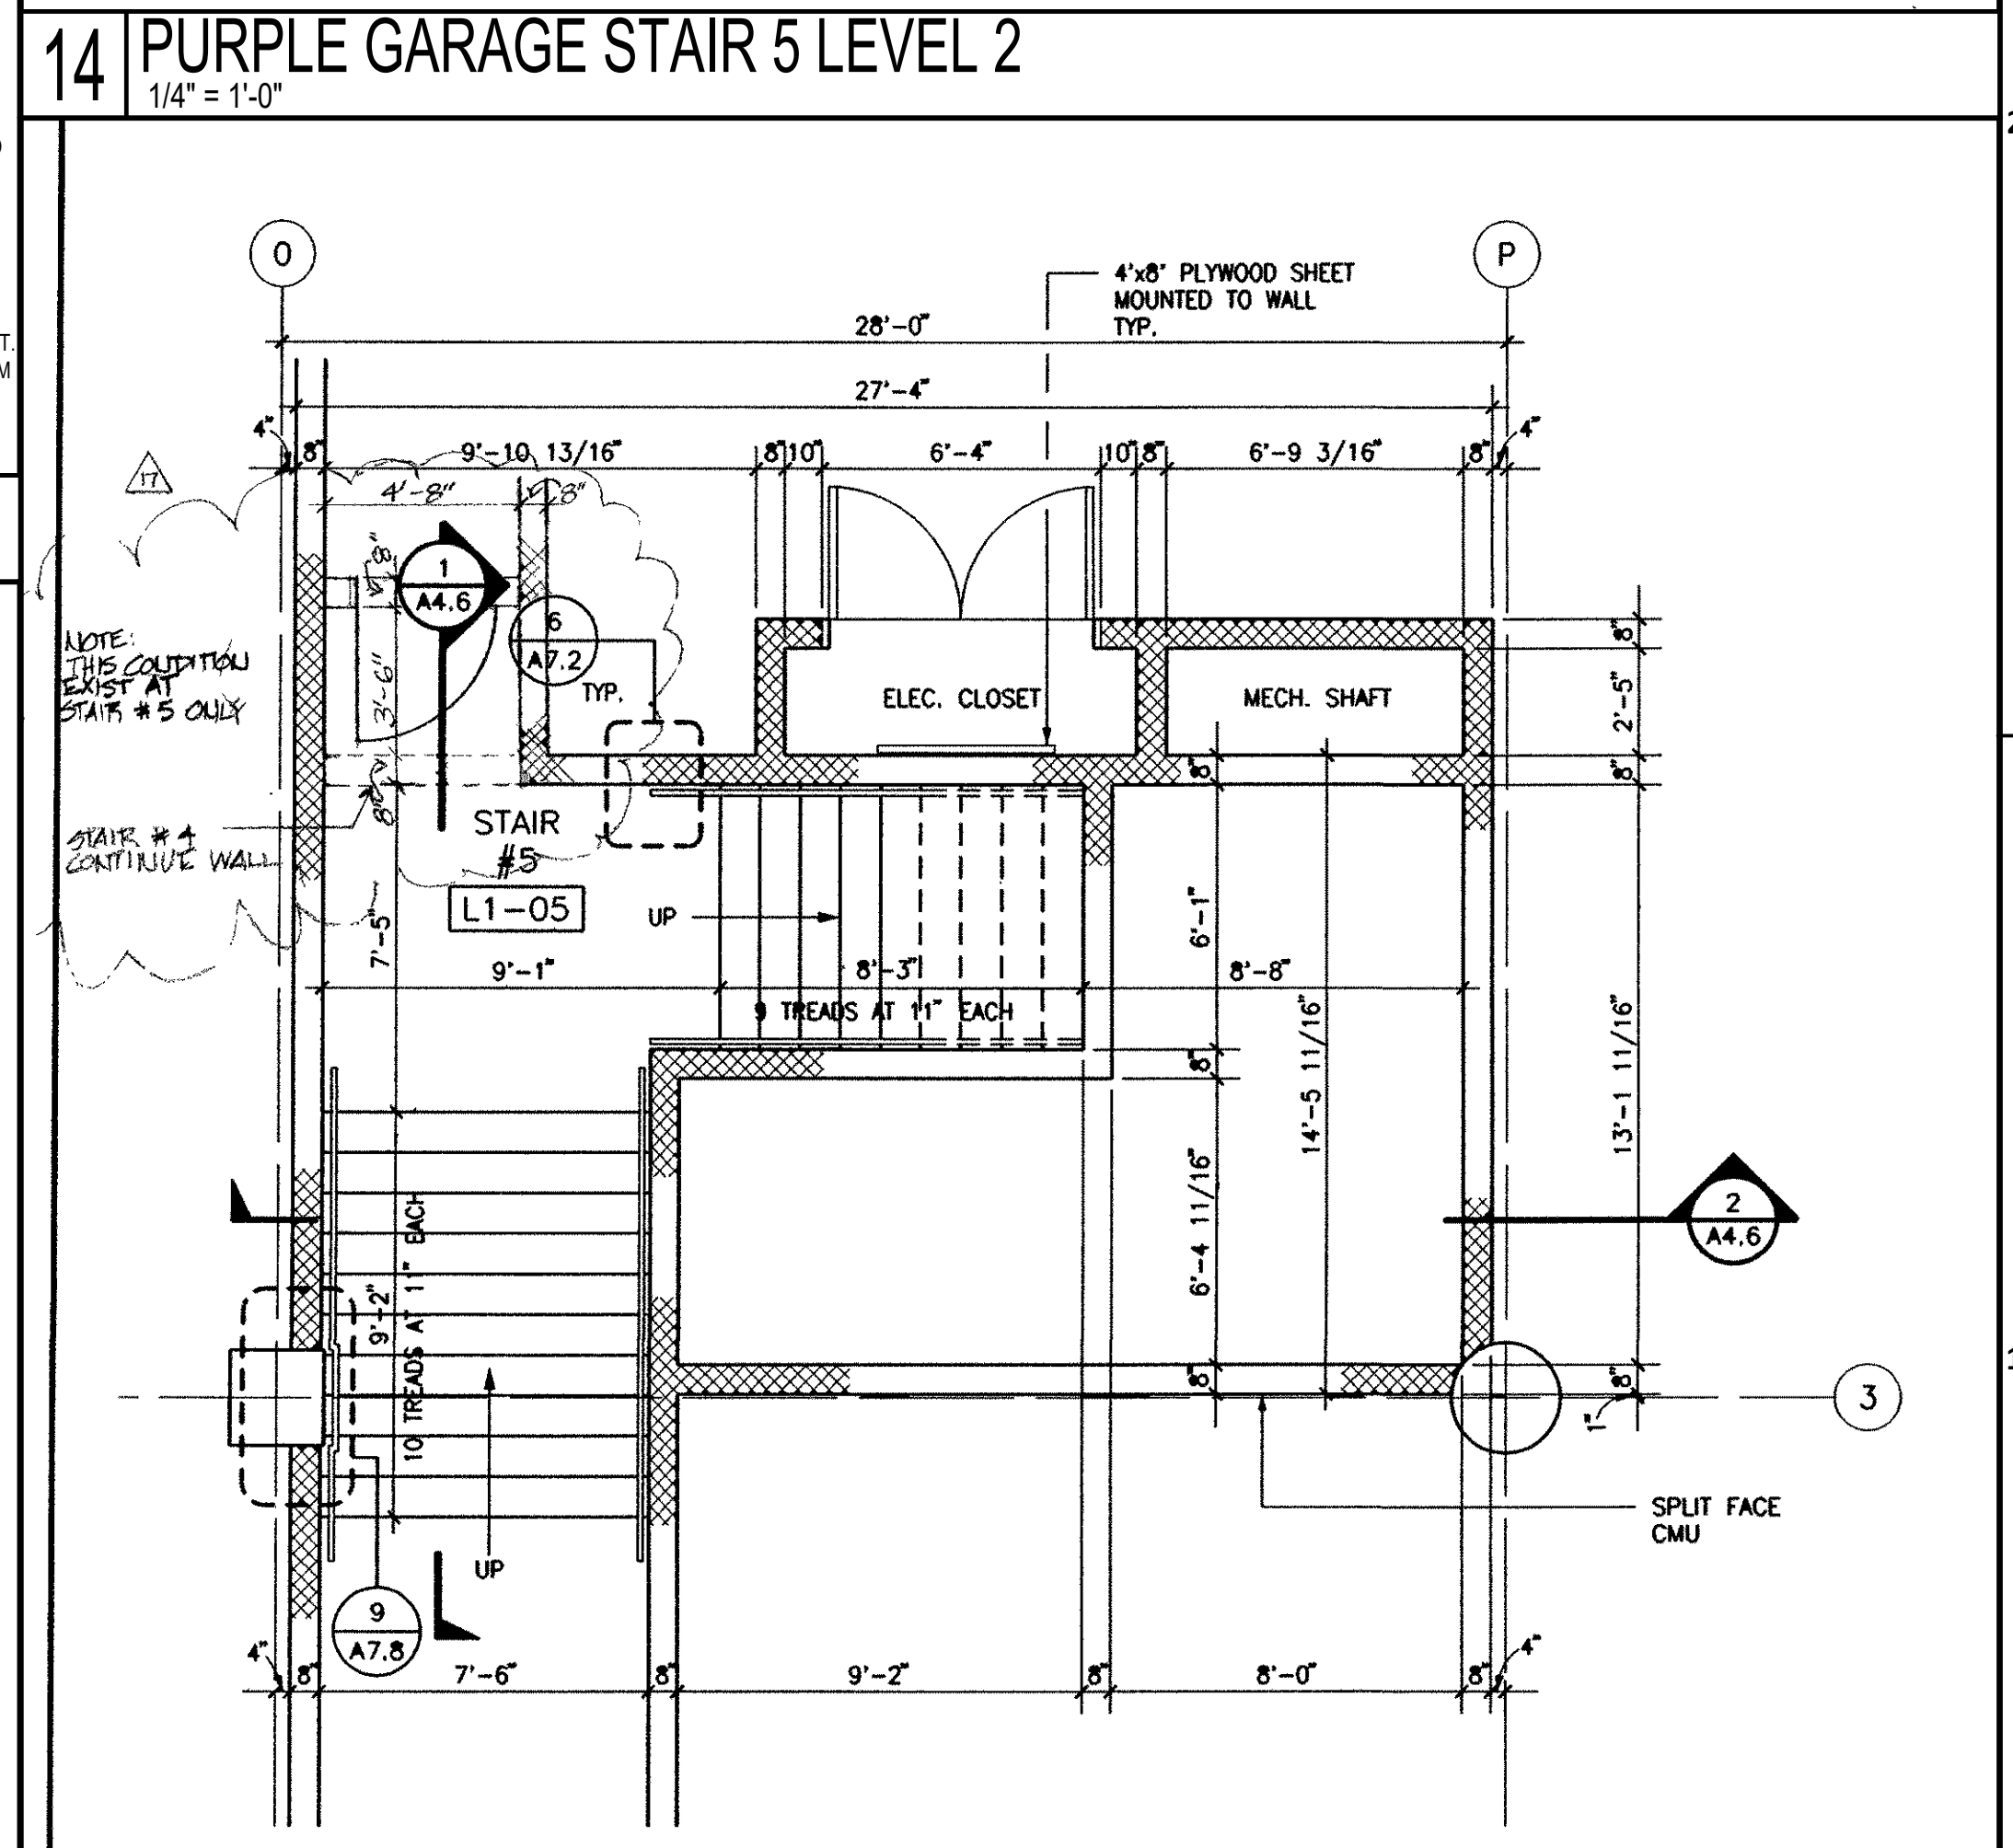 14
PURPLE GARAGE STAIR 5 LEVEL 2
1/4" = 1'-0"
T.
M
O
P
4'x8' PLYWOOD SHEET
MOUNTED TO WALL
TYP.
28'-0"
27'-4"
4"
8"
9'-10 13/16"
8"
10"
6'-4"
10"
8"
6'-9 3/16"
8"
4"
17
4'-8"
8"
8"
1
A4.6
6
A7.2
TYP.
NOTE:
THIS CONDITION
EXIST AT
STAIR #5 ONLY
3'-6"
ELEC. CLOSET
MECH. SHAFT
8"
2'-5"
8"
8"
8"
STAIR #4
CONTINUE WALL
STAIR
#5
L1-05
UP
7'-5"
6'-1"
9'-1"
8'-3"
8'-8"
9 TREADS AT 11" EACH
8"
14'-5 11/16"
13'-1 11/16"
6'-4 11/16"
2
A4.6
9'-2"
10 TREADS AT 11" EACH
8"
8"
1"
3
SPLIT FACE
CMU
UP
9
A7.8
4"
8"
7'-6"
8"
9'-2"
8"
8'-0"
8"
4"